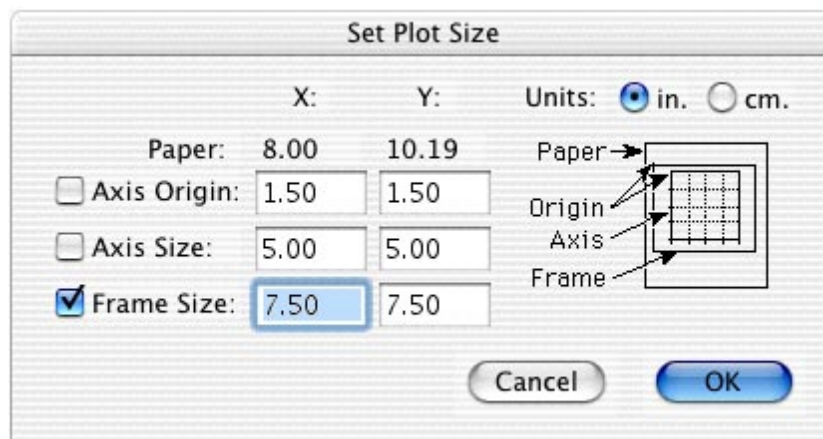 Set Plot Size
X: Y: Units: in. cm.
Paper: 8.00 10.19
Axis Origin: 1.50 1.50
Axis Size: 5.00 5.00
Frame Size: 7.50 7.50
Paper
Origin
Axis
Frame
Cancel OK